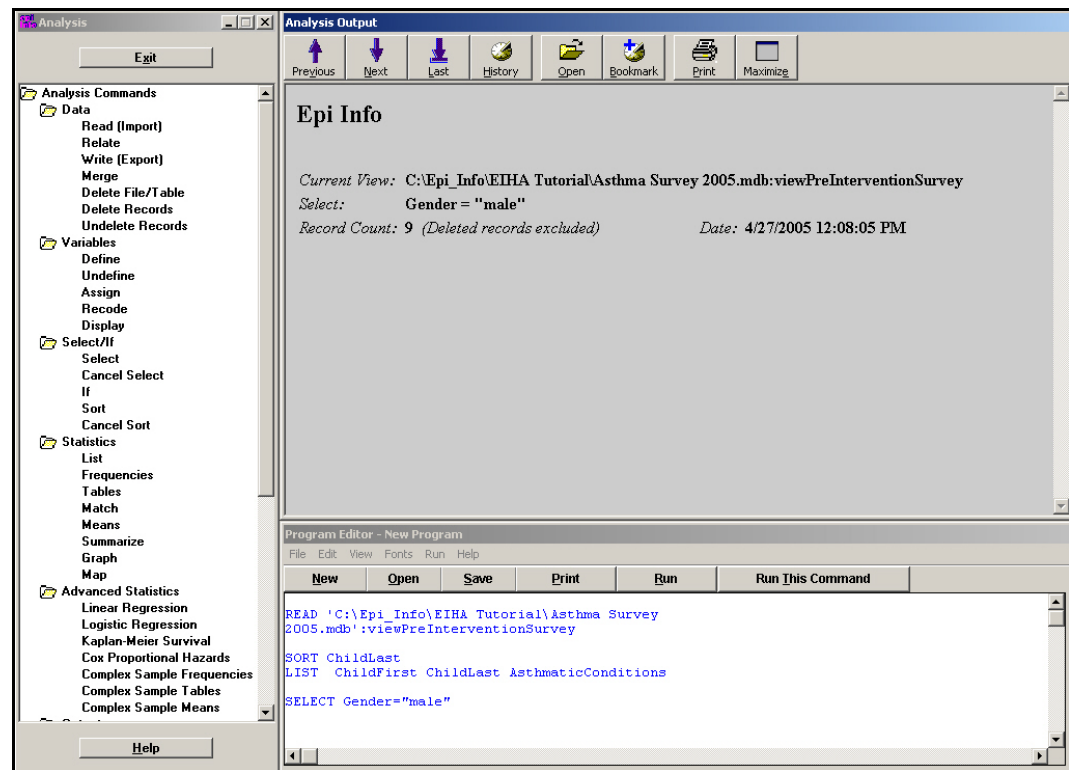 Analysis
Exit
Analysis Commands
Data
Read (Import)
Relate
Write (Export)
Merge
Delete File/Table
Delete Records
Undelete Records
Variables
Define
Undefine
Assign
Recode
Display
Select/If
Select
Cancel Select
If
Sort
Cancel Sort
Statistics
List
Frequencies
Tables
Match
Means
Summarize
Graph
Map
Advanced Statistics
Linear Regression
Logistic Regression
Kaplan-Meier Survival
Cox Proportional Hazards
Complex Sample Frequencies
Complex Sample Tables
Complex Sample Means
Help
Analysis Output
Previous Next Last History Open Bookmark Print Maximize
Epi Info
Current View: C:\Epi_Info\EIHA Tutorial\Asthma Survey 2005.mdb:viewPreInterventionSurvey
Select: Gender = "male"
Record Count: 9 (Deleted records excluded) Date: 4/27/2005 12:08:05 PM
Program Editor - New Program
File Edit View Fonts Run Help
New Open Save Print Run Run This Command
READ 'C:\Epi_Info\EIHA Tutorial\Asthma Survey
2005.mdb':viewPreInterventionSurvey
SORT ChildLast
LIST ChildFirst ChildLast AsthmaticConditions
SELECT Gender="male"